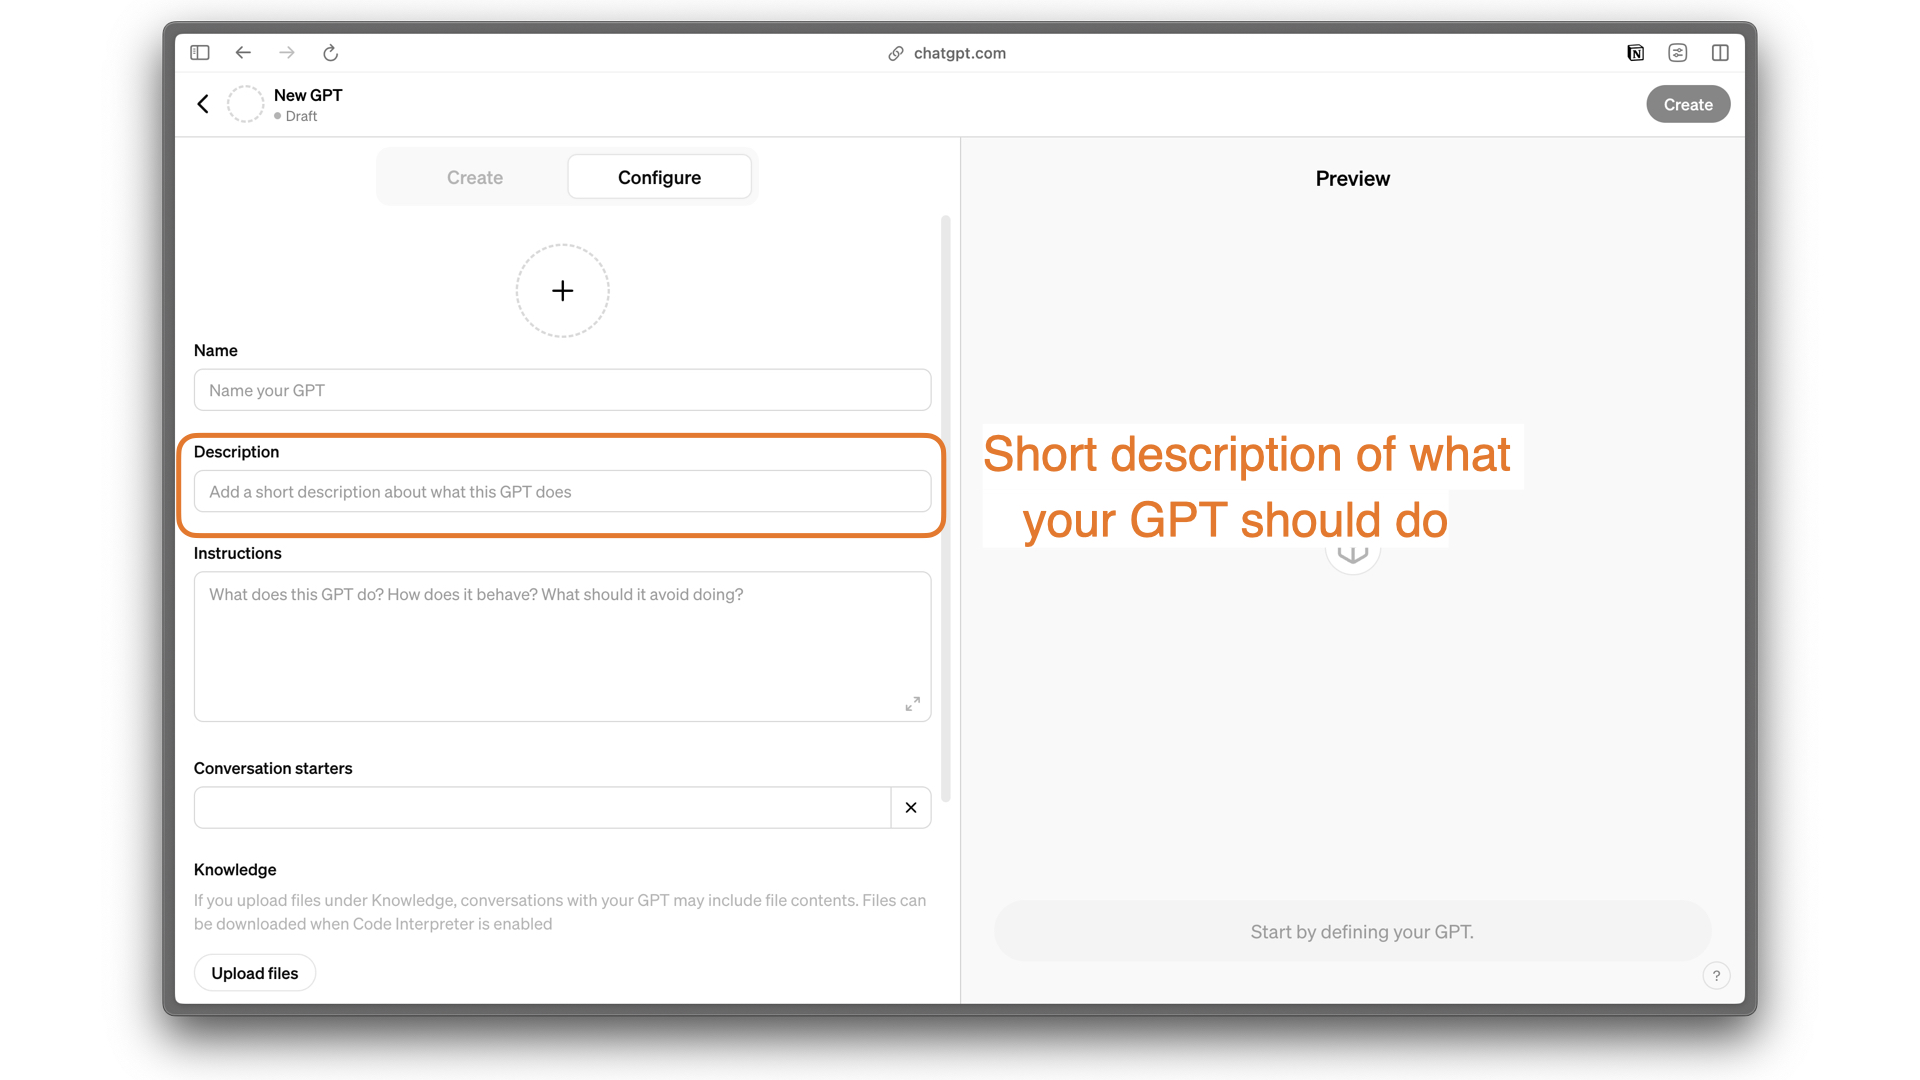 chatgpt.com
New GPT
Draft
Create
Create
Configure
Preview
Name
Name your GPT
Description
Add a short description about what this GPT does
Short description of what
your GPT should do
Instructions
What does this GPT do? How does it behave? What should it avoid doing?
Conversation starters
Knowledge
If you upload files under Knowledge, conversations with your GPT may include file contents. Files can
be downloaded when Code Interpreter is enabled
Upload files
Start by defining your GPT.
?